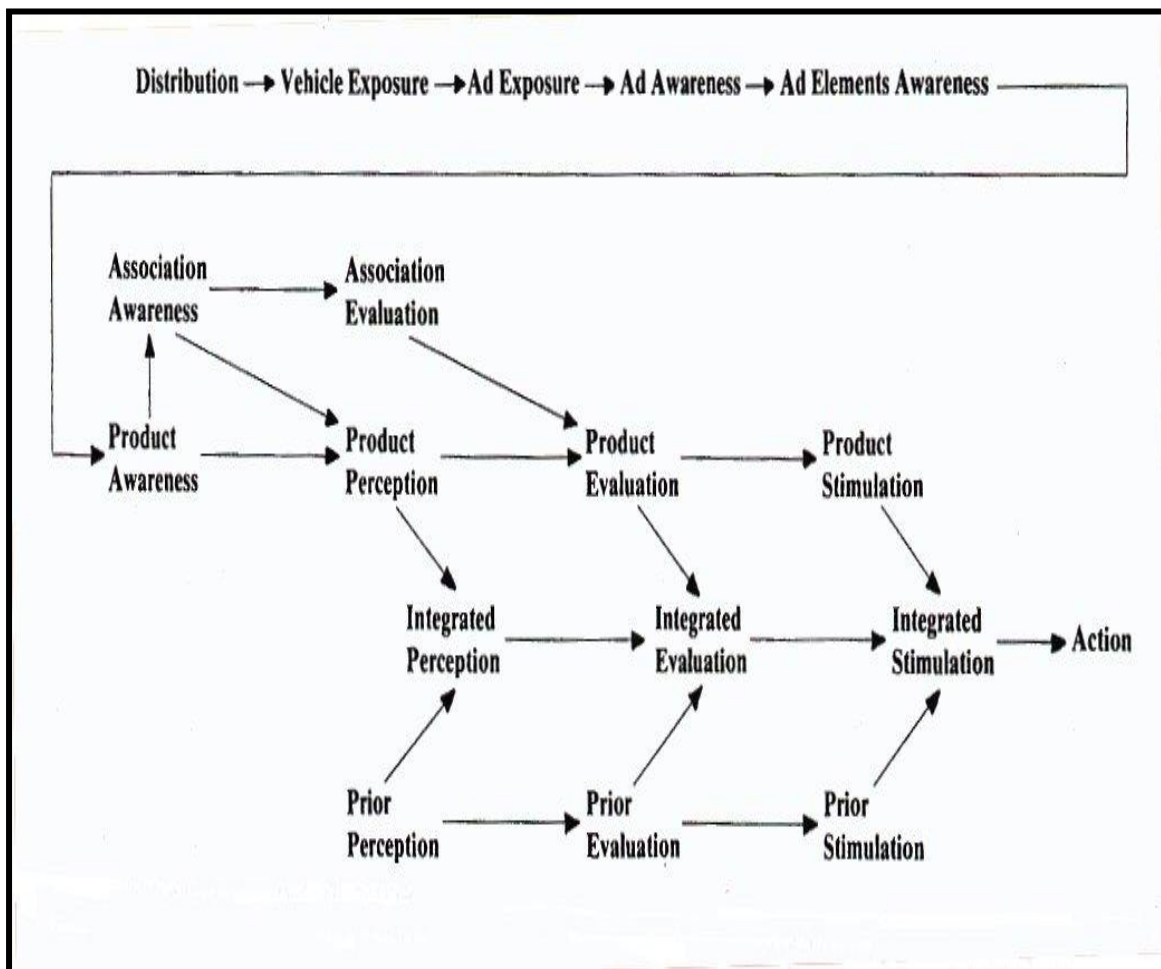 Distribution Vehicle Exposure Ad Exposure Ad Awareness Ad Elements Awareness
Association
Awareness
Association
Evaluation
Product
Awareness
Product
Perception
Product
Evaluation
Product
Stimulation
Integrated
Perception
Integrated
Evaluation
Integrated
Stimulation
Action
Prior
Perception
Prior
Evaluation
Prior
Stimulation